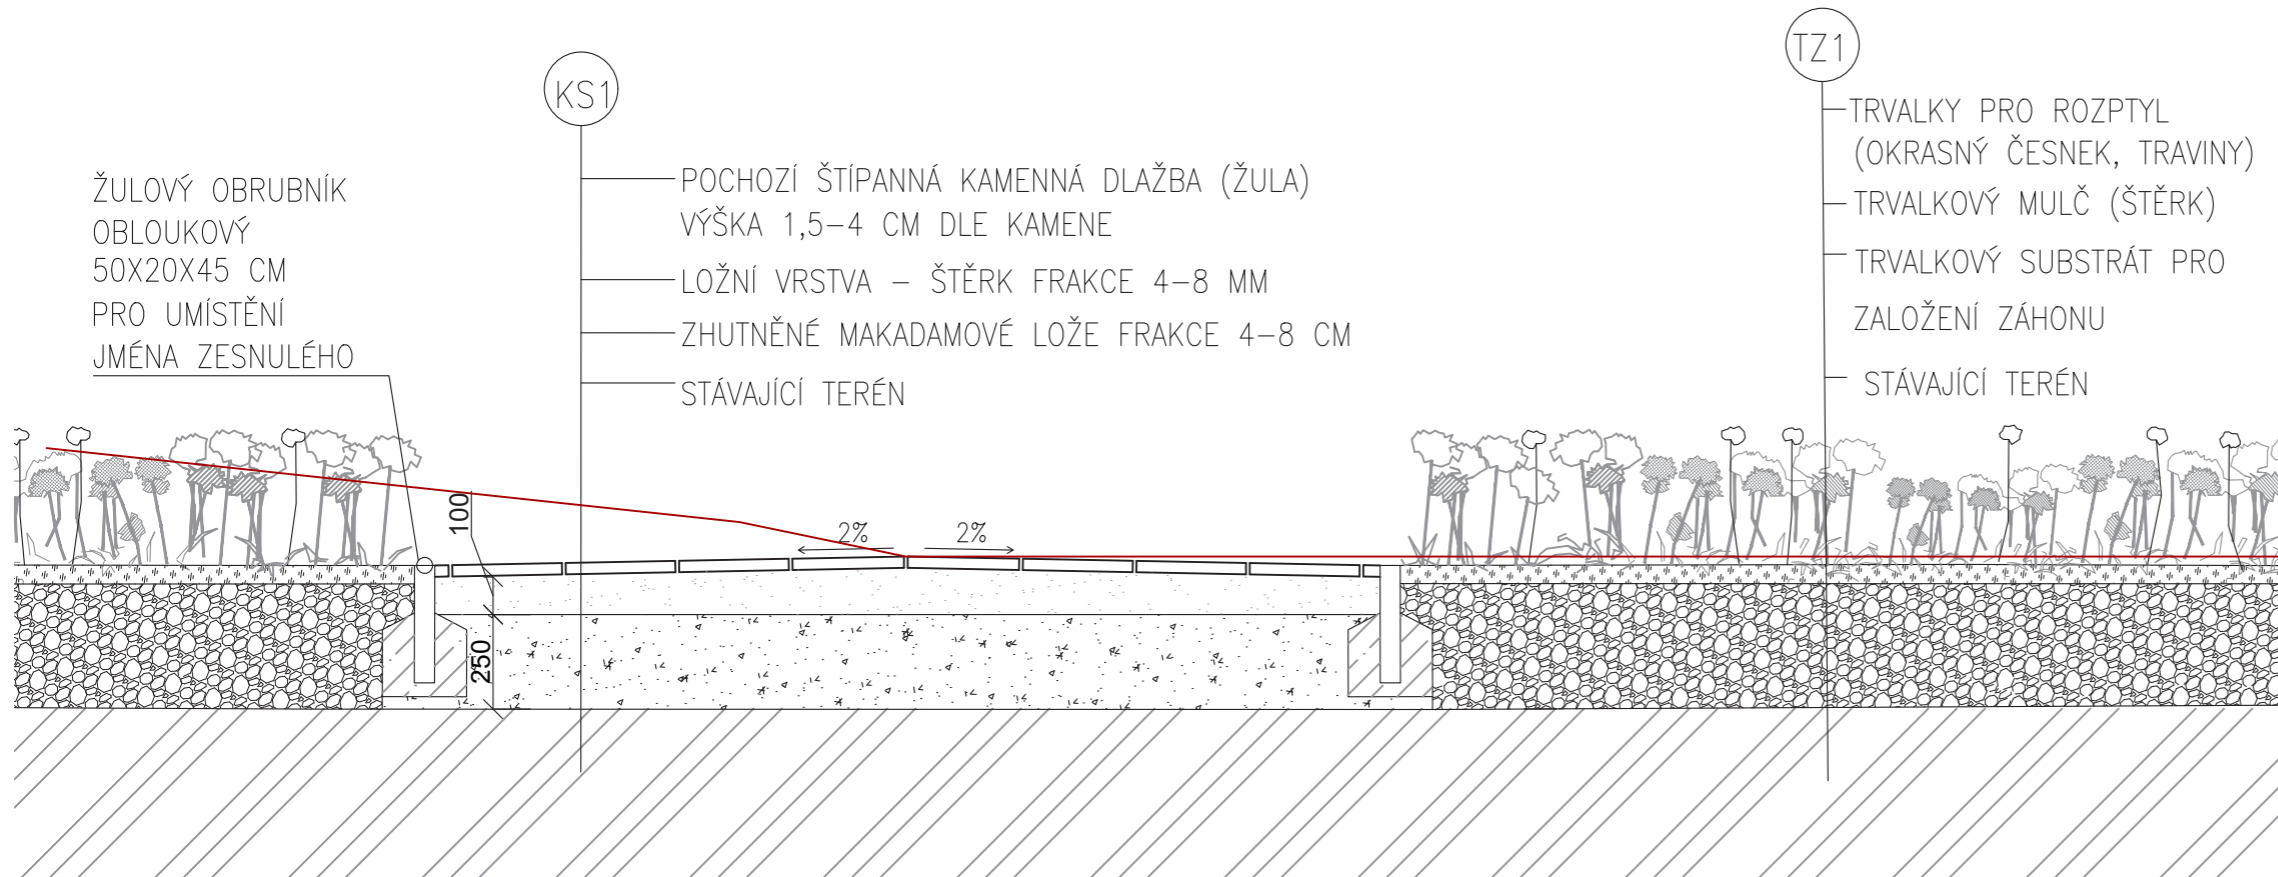 ŽULOVÝ OBRUBNÍK
OBLOUKOVÝ
50X20X45 CM
PRO UMÍSTĚNÍ
JMÉNA ZESNULÉHO
KS1
POCHOZÍ ŠTÍPANNÁ KAMENNÁ DLAŽBA (ŽULA)
VÝŠKA 1,5–4 CM DLE KAMENE
LOŽNÍ VRSTVA – ŠTĚRK FRAKCE 4–8 MM
ZHUTNĚNÉ MAKADAMOVÉ LOŽE FRAKCE 4–8 CM
STÁVAJÍCÍ TERÉN
TZ1
TRVALKY PRO ROZPTYL
(OKRASNÝ ČESNEK, TRAVINY)
TRVALKOVÝ MULČ (ŠTĚRK)
TRVALKOVÝ SUBSTRÁT PRO
ZALOŽENÍ ZÁHONU
STÁVAJÍCÍ TERÉN
100
2%
2%
250